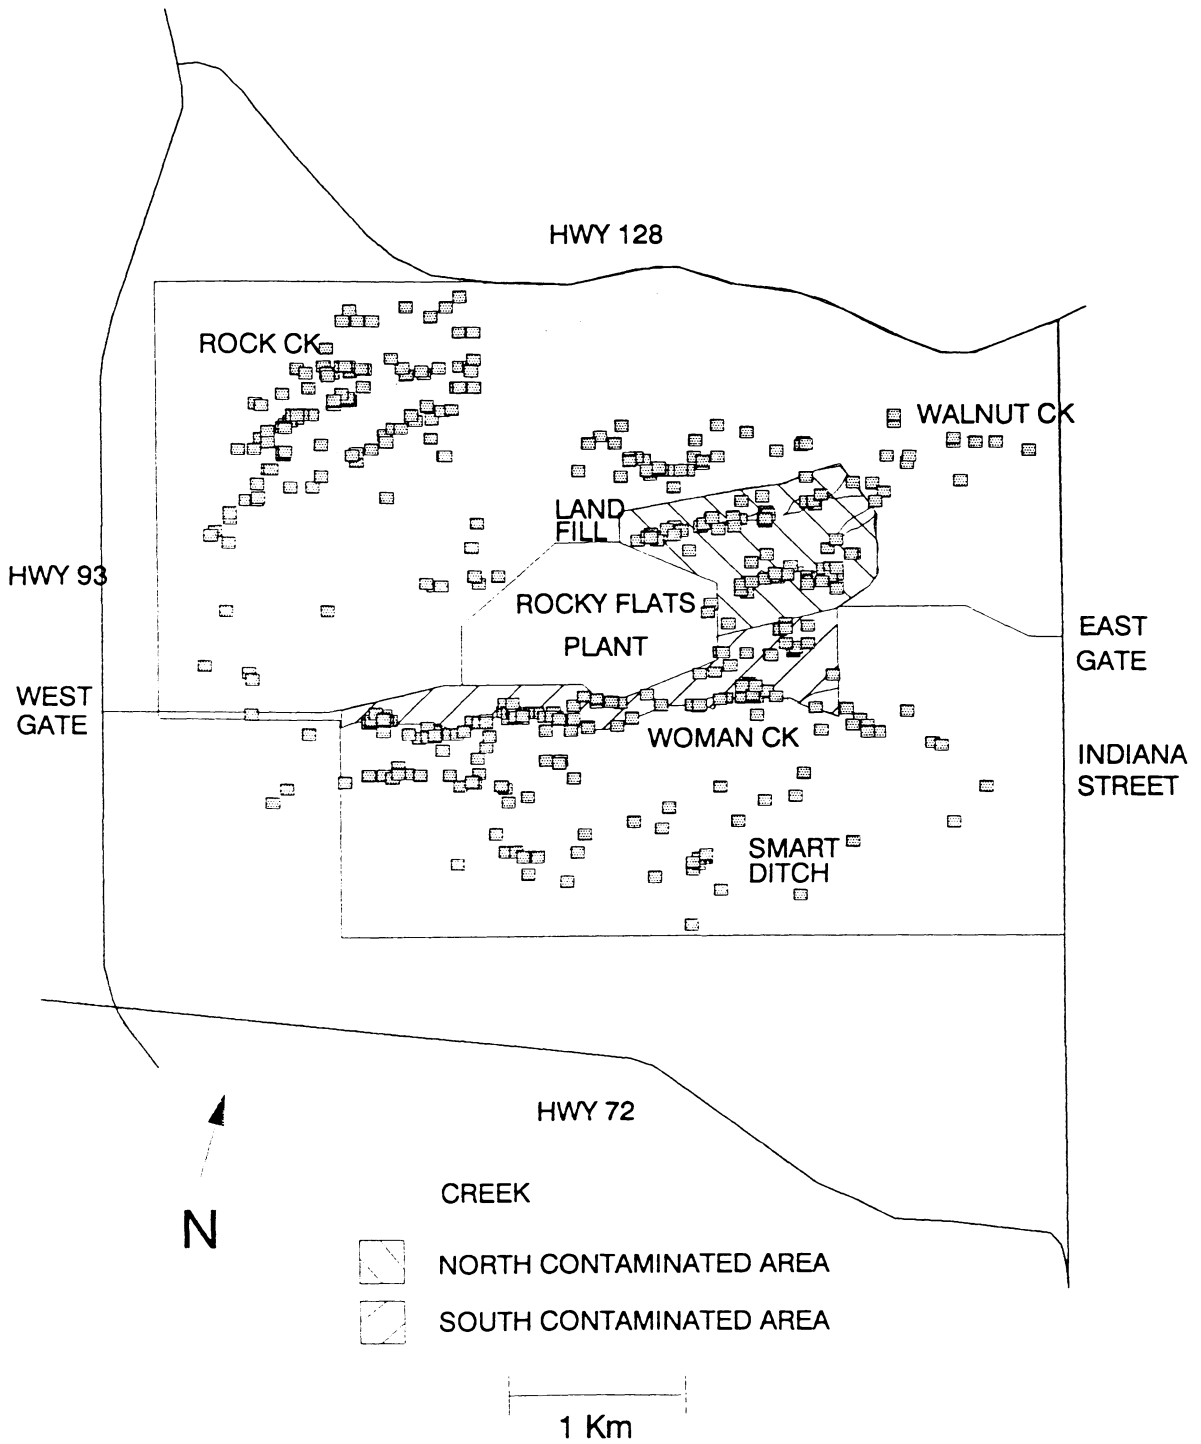 HWY 128
ROCK CK
WALNUT CK
LAND
FILL
HWY 93
ROCKY FLATS
PLANT
EAST
GATE
WEST
GATE
WOMAN CK
INDIANA
STREET
SMART
DITCH
HWY 72
N
CREEK
NORTH CONTAMINATED AREA
SOUTH CONTAMINATED AREA
1 Km